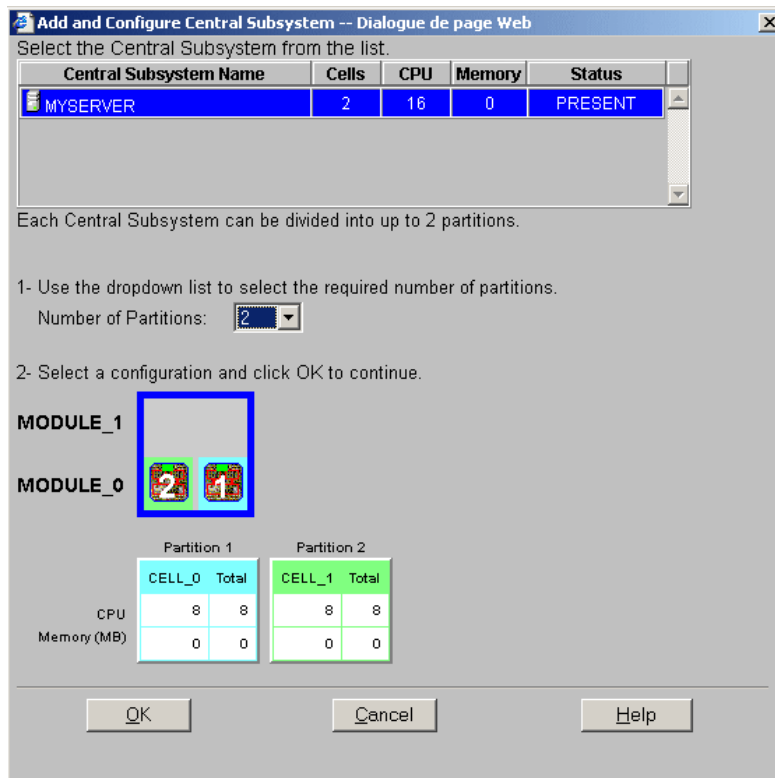 Add and Configure Central Subsystem -- Dialogue de page Web
Select the Central Subsystem from the list.
Central Subsystem Name Cells CPU Memory Status
MYSERVER 2 16 0 PRESENT
Each Central Subsystem can be divided into up to 2 partitions.
1- Use the dropdown list to select the required number of partitions.
Number of Partitions: 2
2- Select a configuration and click OK to continue.
MODULE_1
MODULE_0 2 1
Partition 1 Partition 2
CELL_0 Total CELL_1 Total
CPU 8 8 8 8
Memory (MB) 0 0 0 0
OK Cancel Help